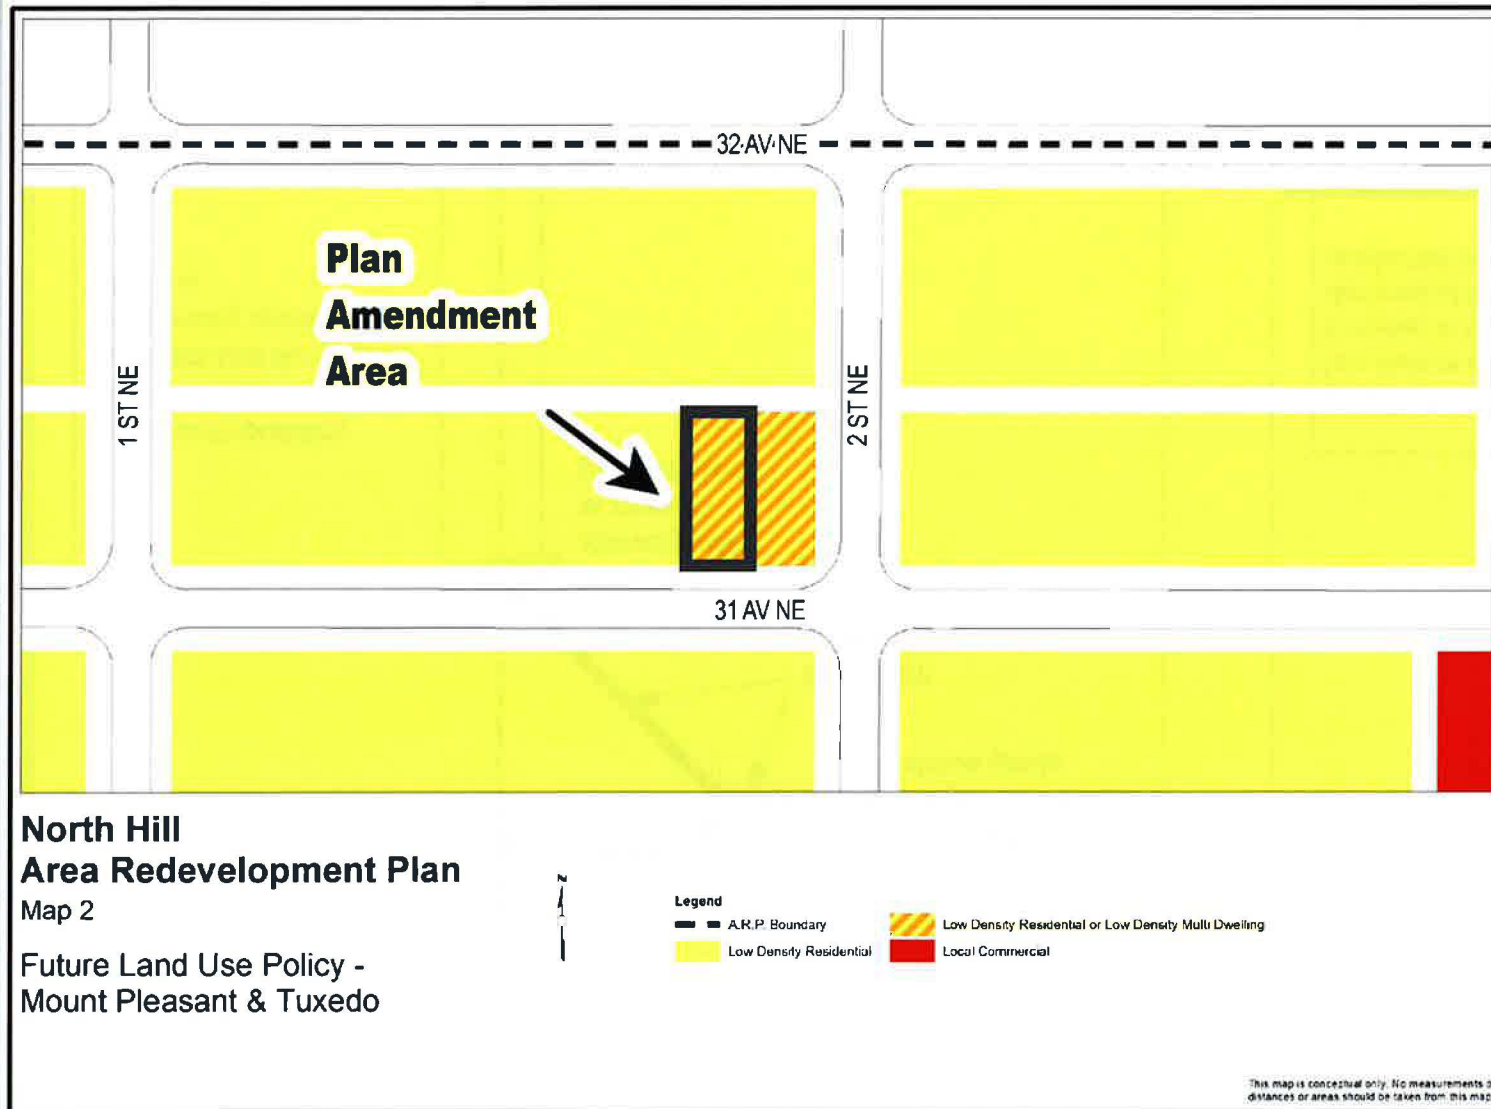 32 AV NE
Plan
Amendment
Area
1 ST NE
2 ST NE
31 AV NE
North Hill
Area Redevelopment Plan
Map 2
Future Land Use Policy -
Mount Pleasant & Tuxedo
N
Legend
A.R.P. Boundary
Low Density Residential
Low Density Residential or Low Density Multi Dwelling
Local Commercial
This map is conceptual only. No measurements
distances or areas should be taken from this map